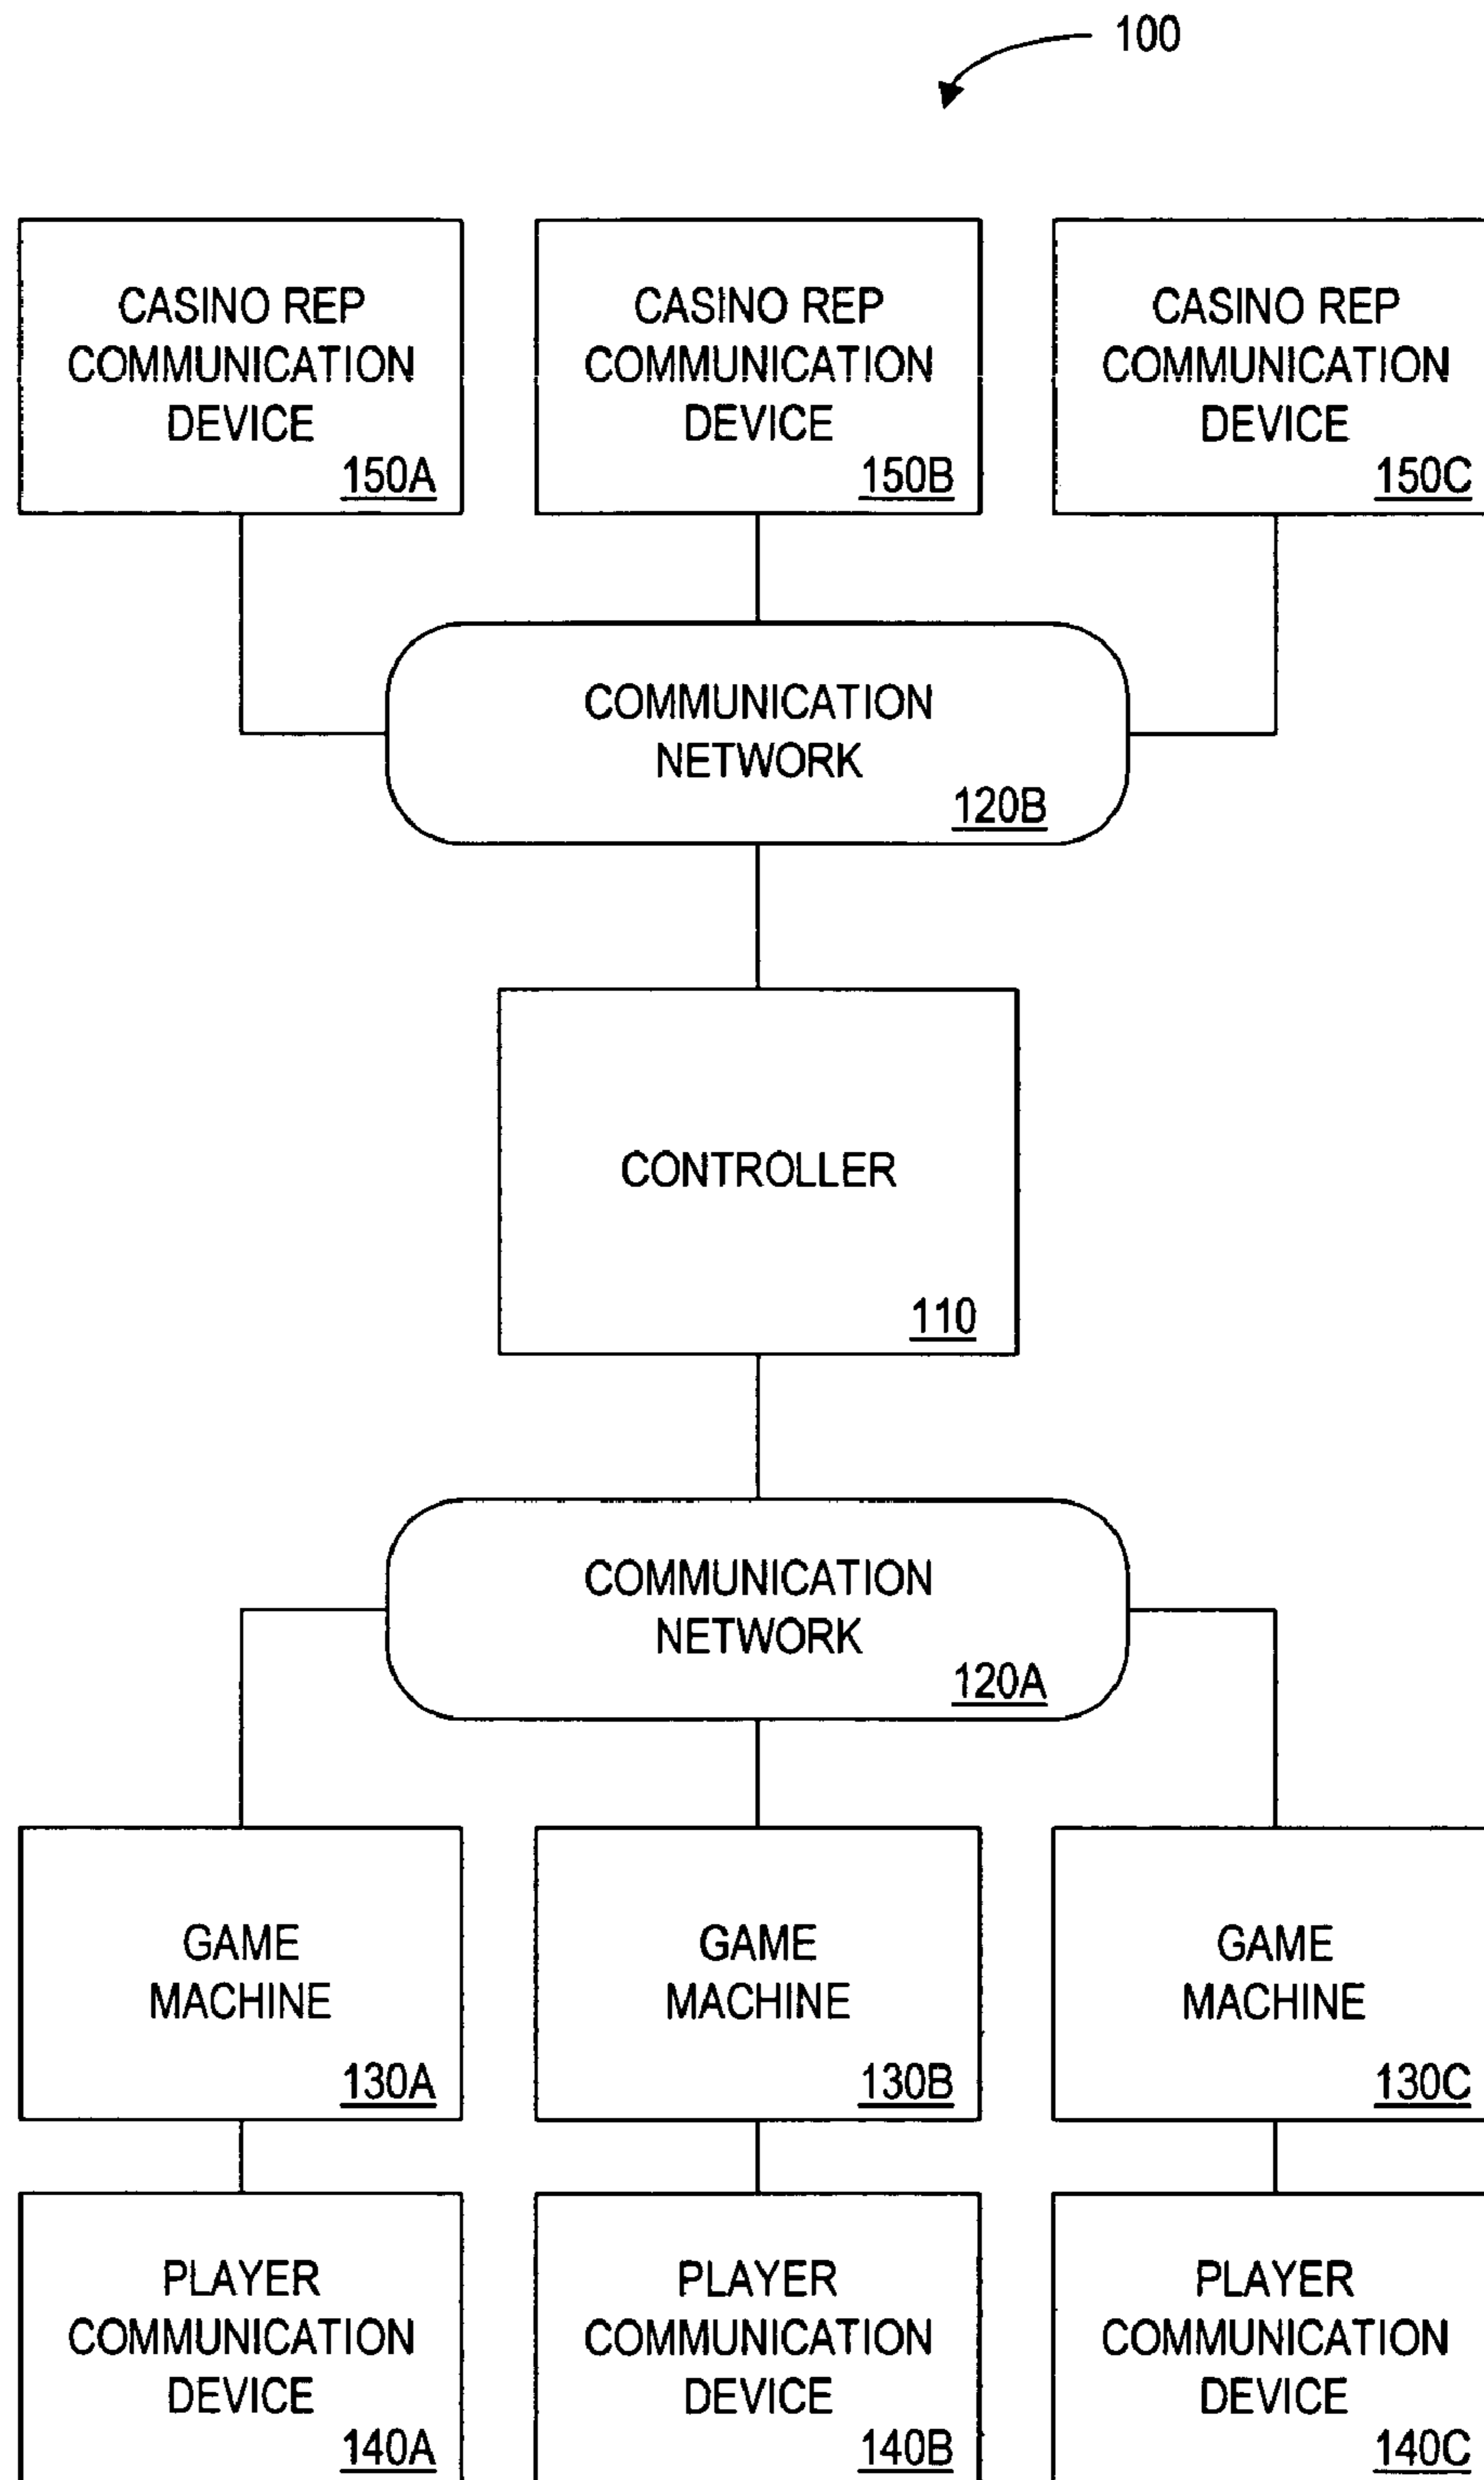 100
CASINO REP
COMMUNICATION
DEVICE
150A
CASINO REP
COMMUNICATION
DEVICE
150B
CASINO REP
COMMUNICATION
DEVICE
150C
COMMUNICATION
NETWORK
120B
CONTROLLER
110
COMMUNICATION
NETWORK
120A
GAME
MACHINE
130A
GAME
MACHINE
130B
GAME
MACHINE
130C
PLAYER
COMMUNICATION
DEVICE
140A
PLAYER
COMMUNICATION
DEVICE
140B
PLAYER
COMMUNICATION
DEVICE
140C